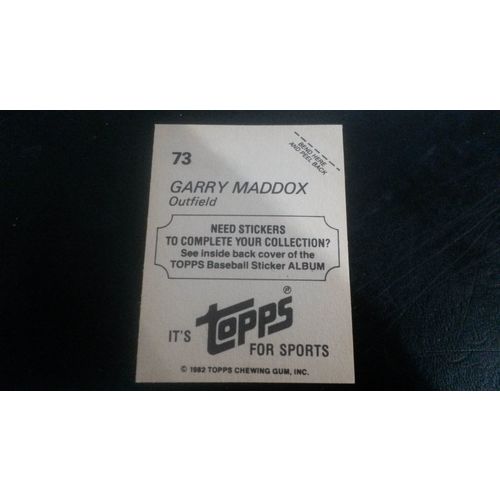 73
BEND HERE
AND PEEL BACK
GARRY MADDOX
Outfield
NEED STICKERS
TO COMPLETE YOUR COLLECTION?
See inside back cover of the
TOPPS Baseball Sticker ALBUM
IT'S topps®
FOR SPORTS
© 1982 TOPPS CHEWING GUM, INC.